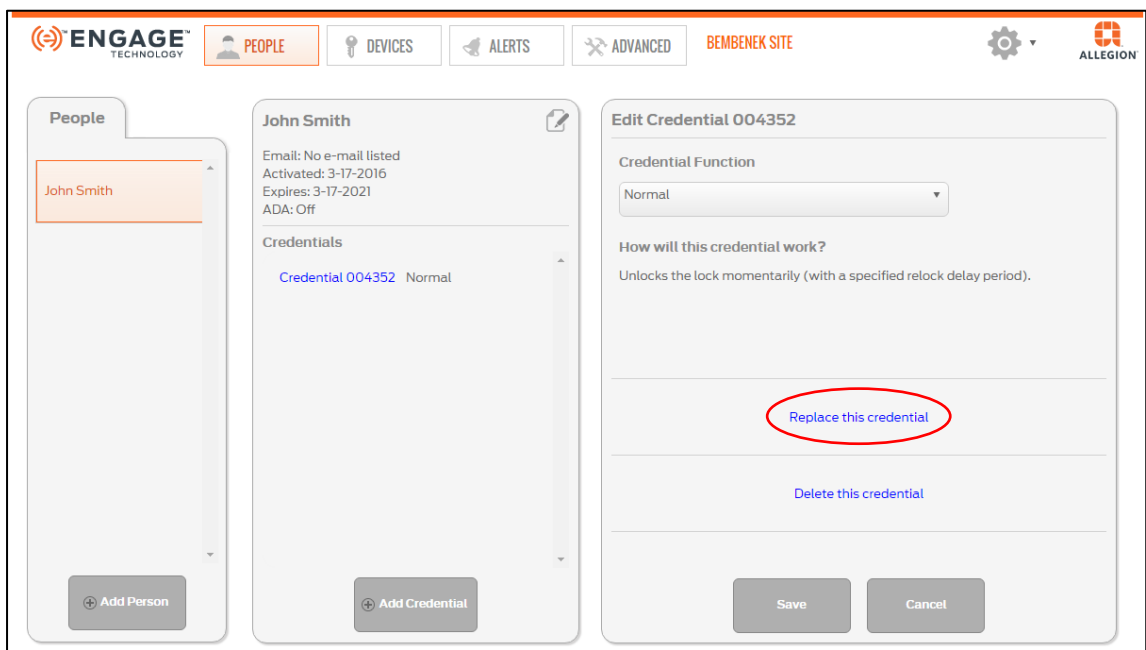 ENGAGE™
TECHNOLOGY
PEOPLE
DEVICES
ALERTS
ADVANCED
BEMBENEK SITE
ALLEGION
People
John Smith
Add Person
John Smith
Email: No e-mail listed
Activated: 3-17-2016
Expires: 3-17-2021
ADA: Off
Credentials
Credential 004352 Normal
Add Credential
Edit Credential 004352
Credential Function
Normal
How will this credential work?
Unlocks the lock momentarily (with a specified relock delay period).
Replace this credential
Delete this credential
Save
Cancel